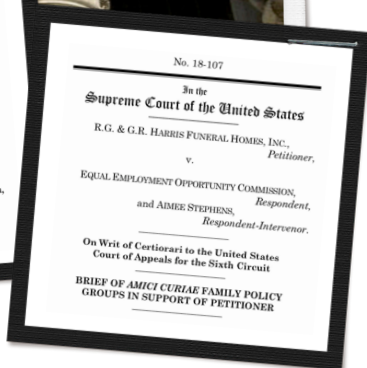 No. 18-107
In the
Supreme Court of the United States
R.G. & G.R. HARRIS FUNERAL HOMES, INC.,
Petitioner,
v.
EQUAL EMPLOYMENT OPPORTUNITY COMMISSION,
Respondent,
and AIMEE STEPHENS,
Respondent-Intervenor.
On Writ of Certiorari to the United States
Court of Appeals for the Sixth Circuit
BRIEF OF AMICI CURIAE FAMILY POLICY
GROUPS IN SUPPORT OF PETITIONER